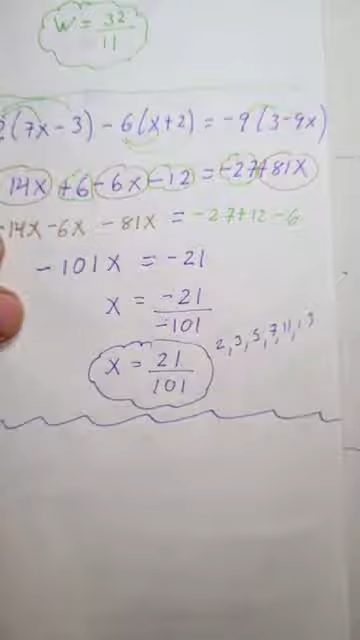 W = 32/11
2(7x-3) - 6(x+2) = -9(3-9x)
14x +6 -6x -12 = -27+81x
-14x -6x -81x = -27+12-6
-101x = -21
x = -21/-101
2,3,5,7,11,13
x = 21/101